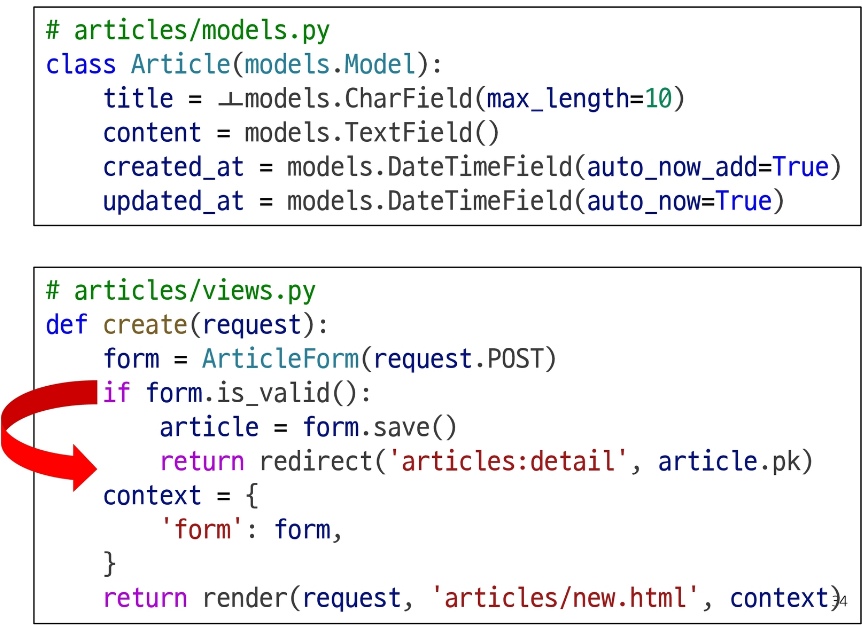 # articles/models.py
class Article(models.Model):
    title = ㅗmodels.CharField(max_length=10)
    content = models.TextField()
    created_at = models.DateTimeField(auto_now_add=True)
    updated_at = models.DateTimeField(auto_now=True)
# articles/views.py
def create(request):
    form = ArticleForm(request.POST)
    if form.is_valid():
        article = form.save()
        return redirect('articles:detail', article.pk)
    context = {
        'form': form,
    }
    return render(request, 'articles/new.html', context)
34